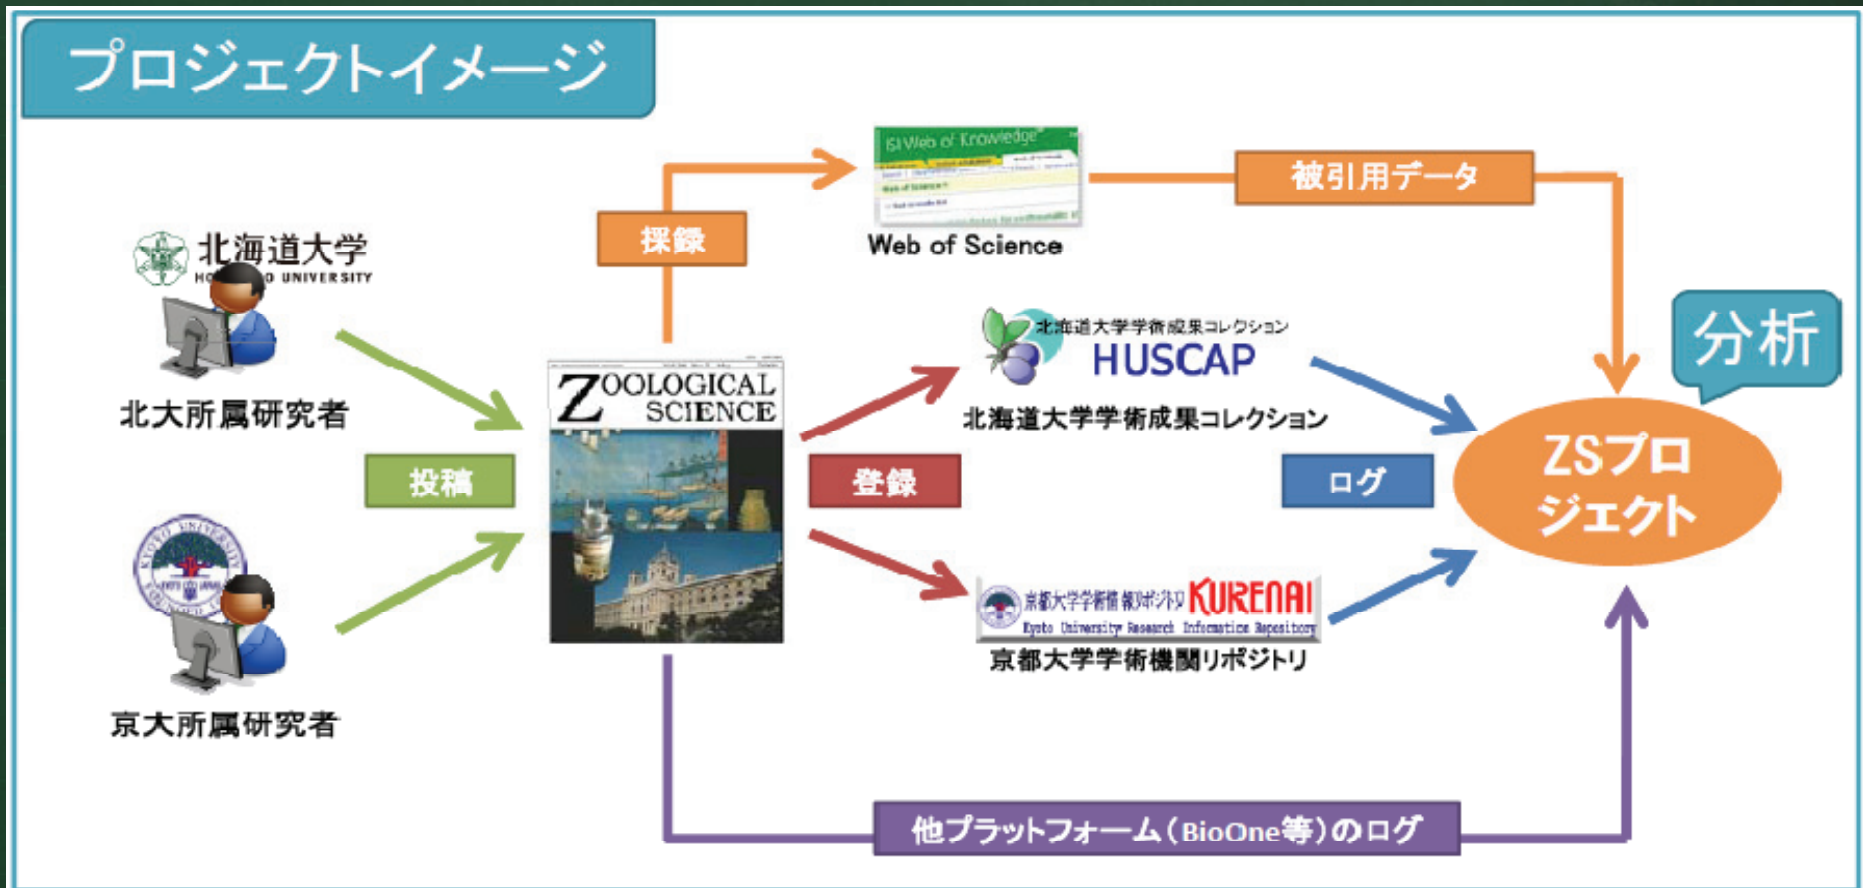 プロジェクトイメージ
ISI Web of Knowledge
Web of Science
被引用データ
採録
Web of Science
北海道大学
UNIVERSITY
北大所属研究者
投稿
ZOOLOGICAL
SCIENCE
登録
北海道大学学術成果コレクション
HUSCAP
北海道大学学術成果コレクション
ログ
分析
ZSプロ
ジェクト
KYOTO UNIVERSITY
京大所属研究者
京都大学学術情報リポジトリ KURENAI
Kyoto University Research Information Repository
京都大学学術機関リポジトリ
他プラットフォーム(BioOne等)のログ